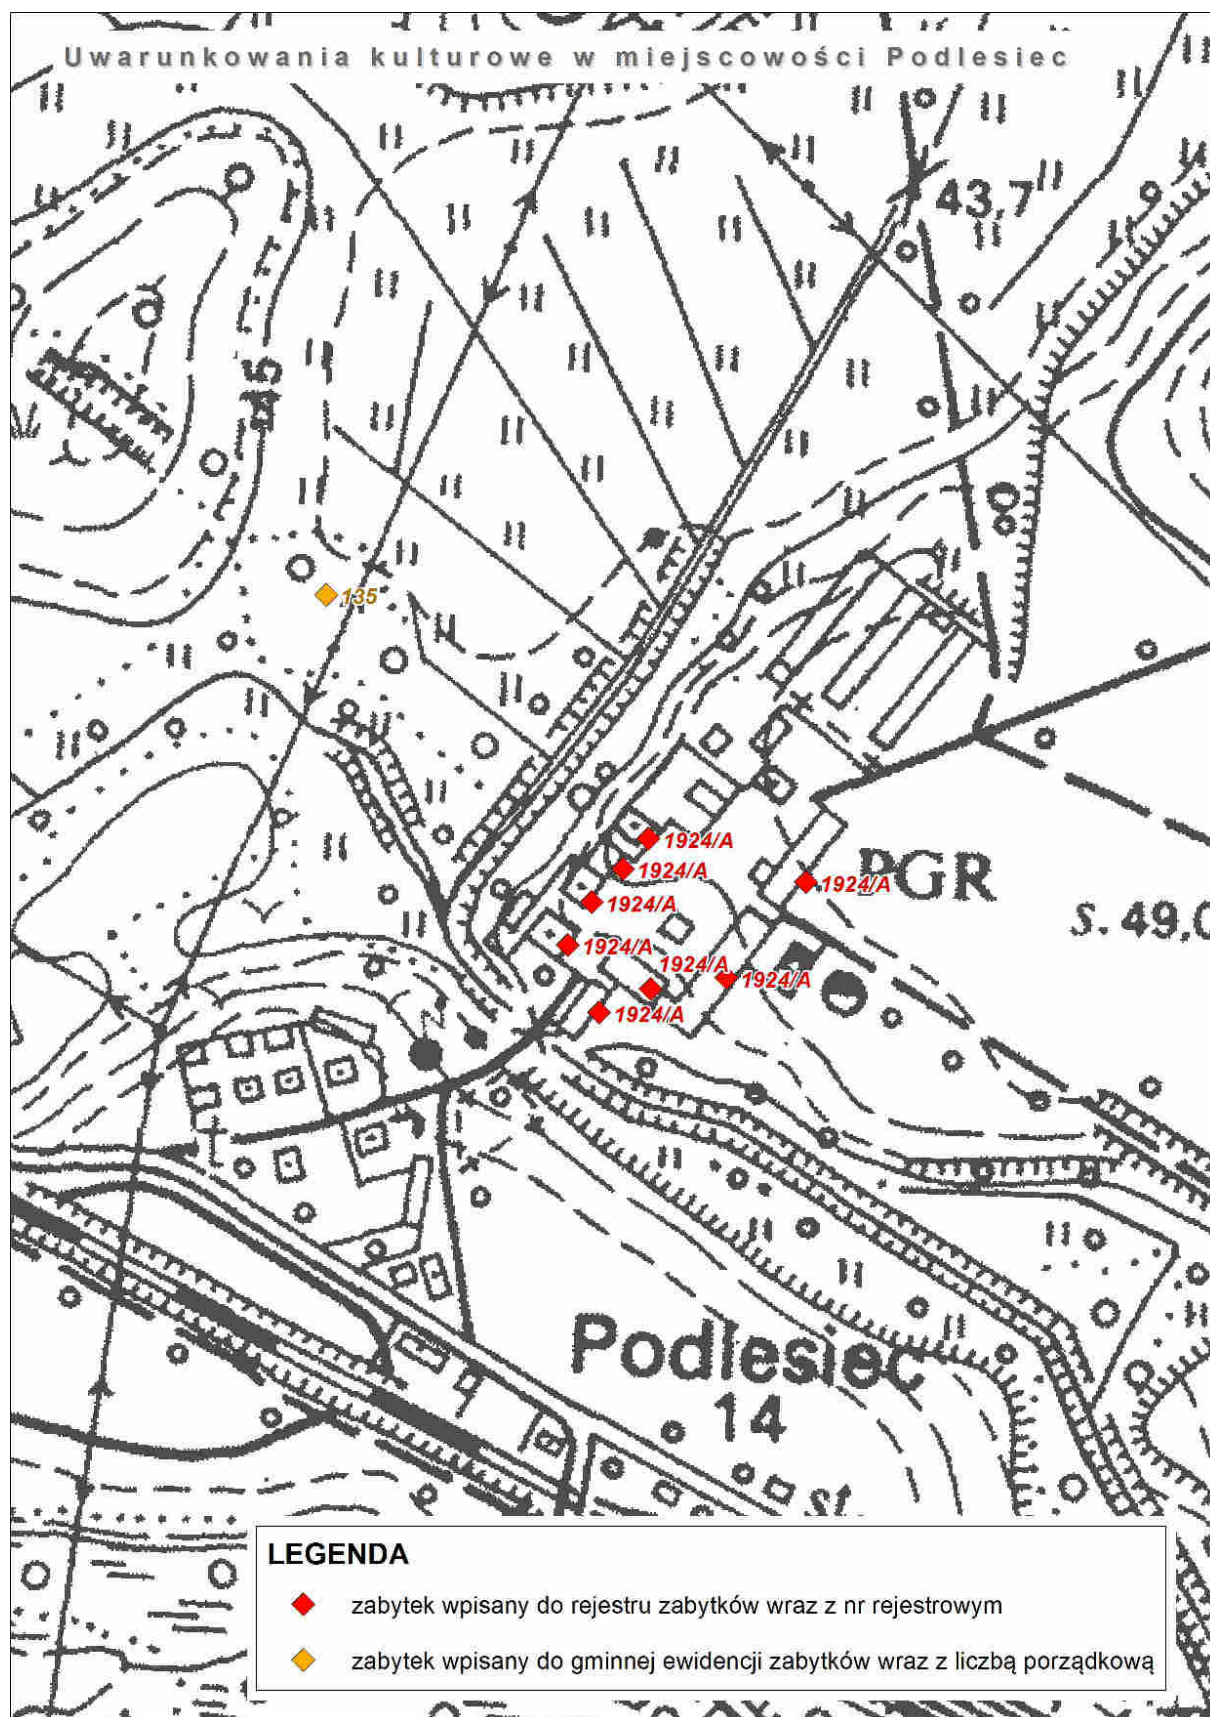 Uwarunkowania kulturowe w miejscowości Podlesiec
43,7
45
135
1924/A
1924/A
PGR
1924/A
1924/A
s. 49,0
1924/A
1924/A
1924/A
1924/A
Podlesiec
14
st
LEGENDA
zabytek wpisany do rejestru zabytków wraz z nr rejestrowym
zabytek wpisany do gminnej ewidencji zabytków wraz z liczbą porządkową